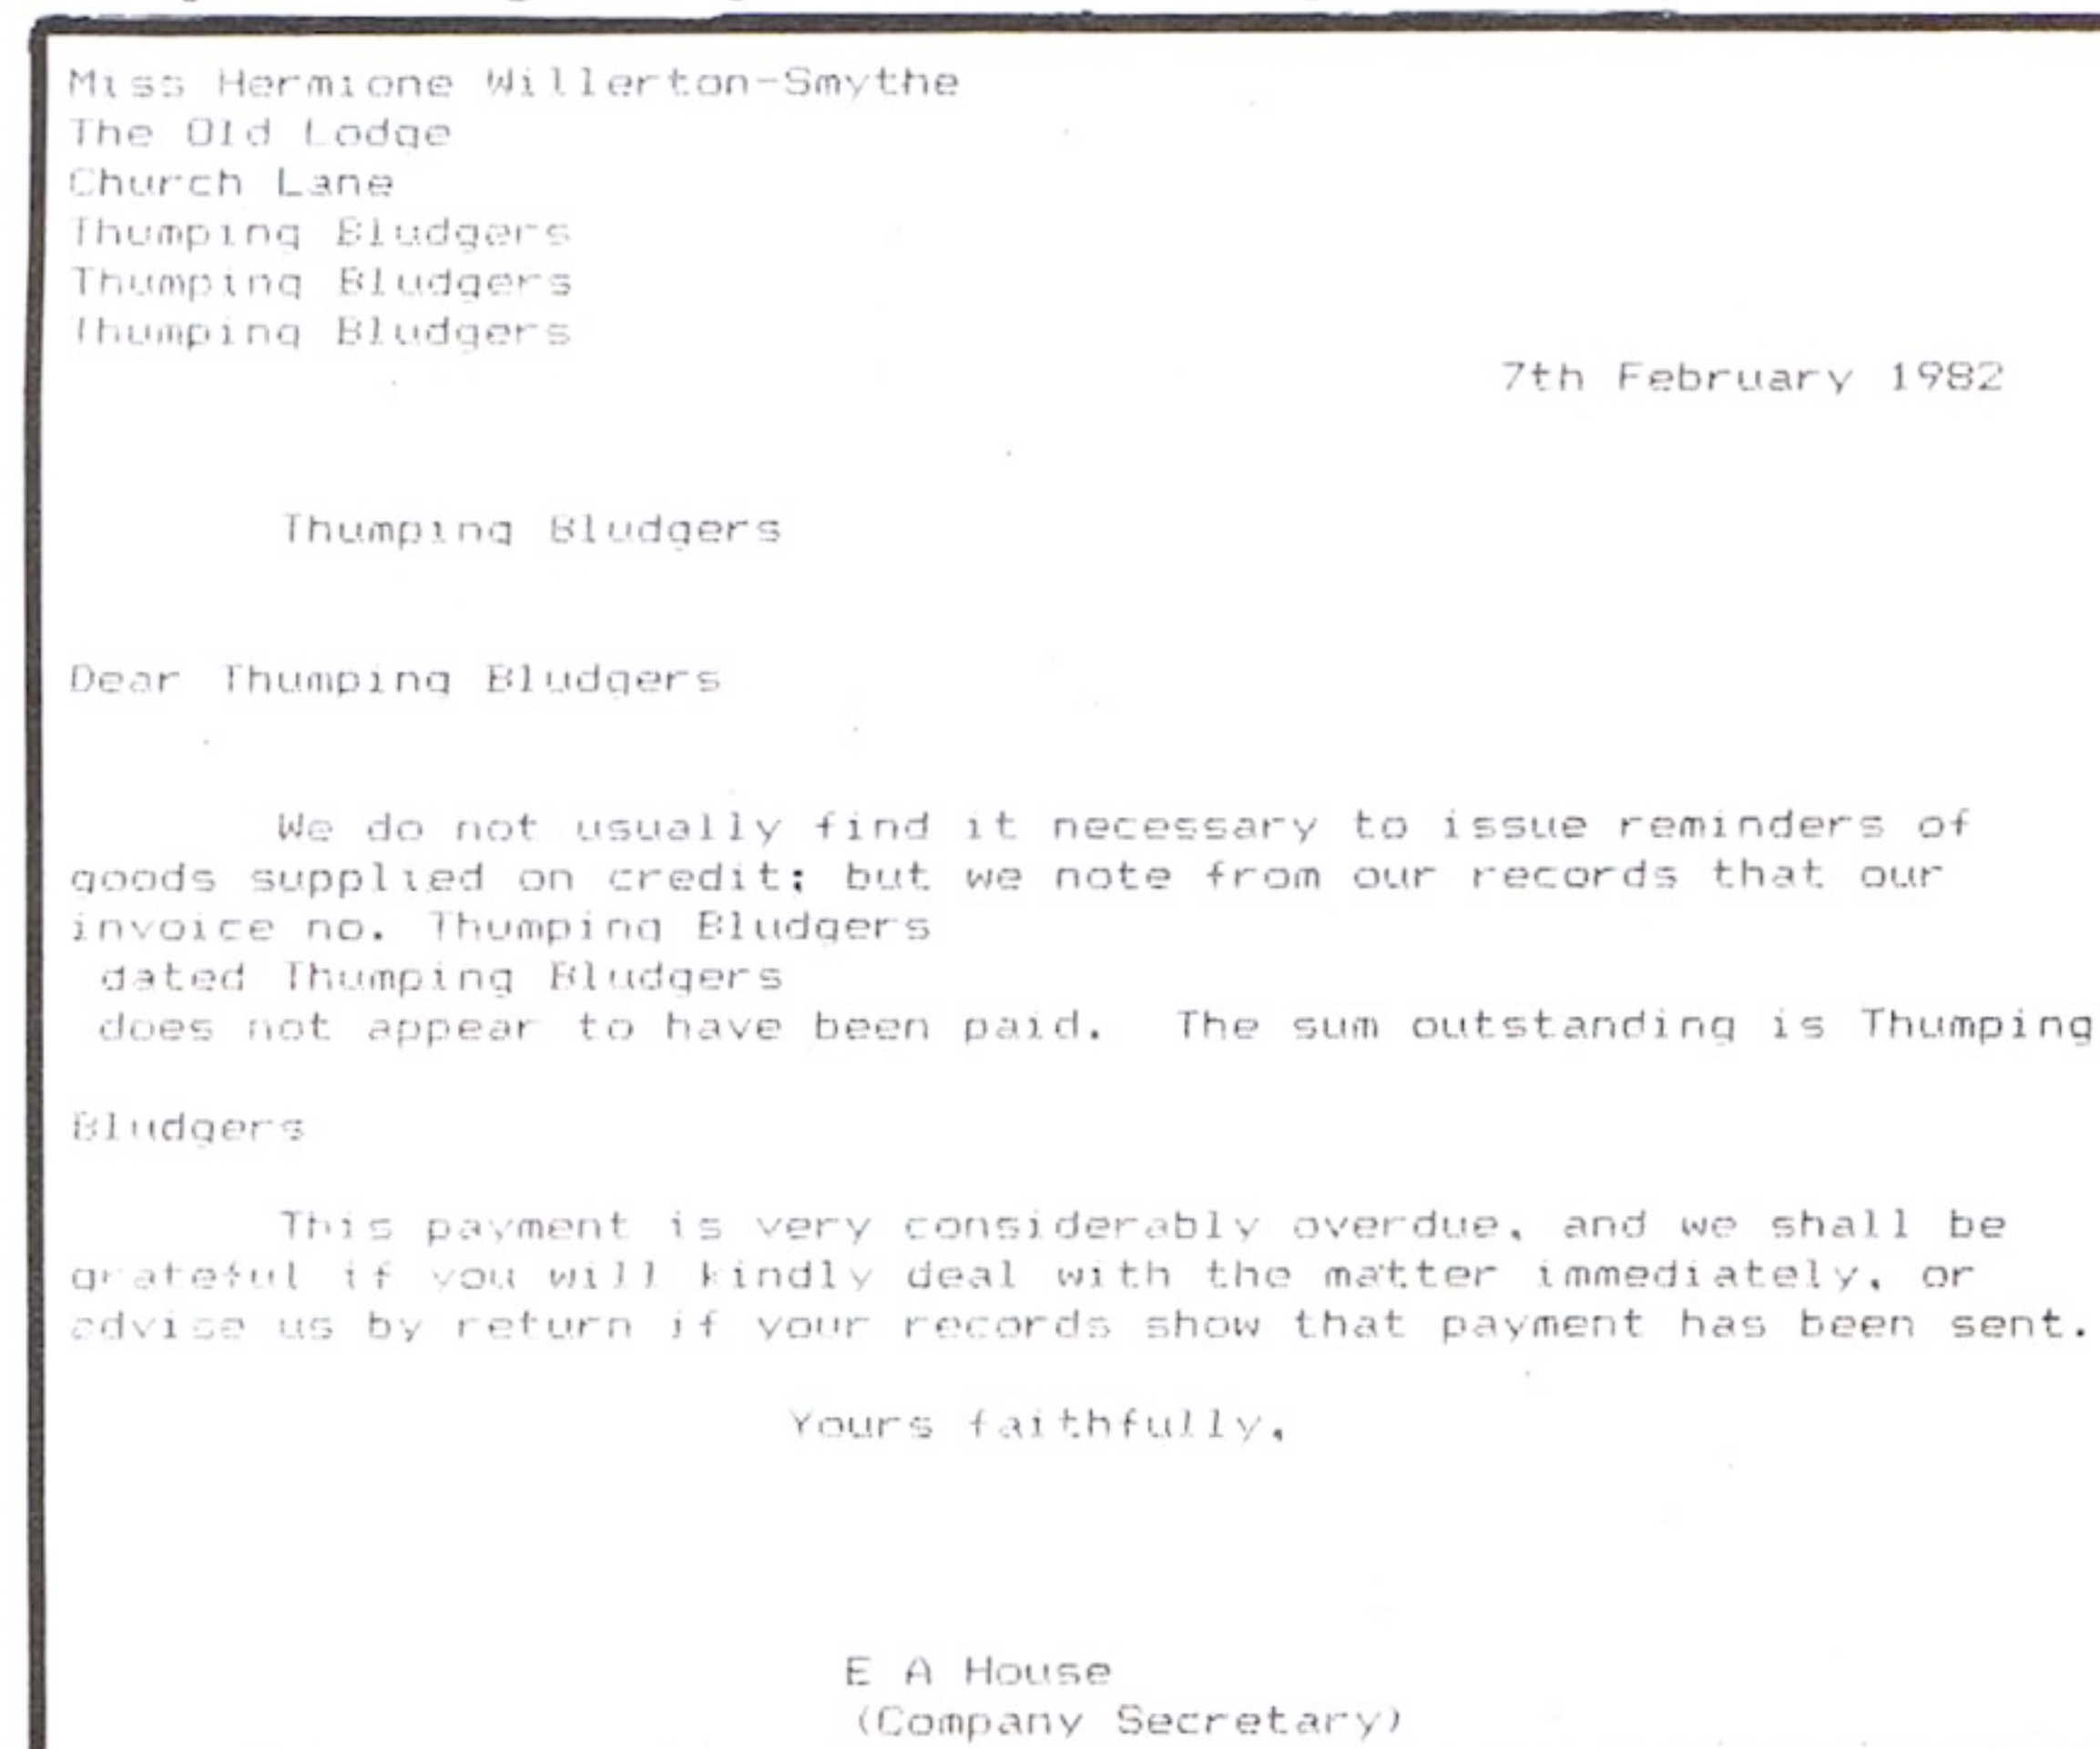 Miss Hermione Willerton-Smythe
The Old Lodge
Church Lane
Thumping Bludgers
Thumping Bludgers
Thumping Bludgers
7th February 1982
Thumping Bludgers
Dear Thumping Bludgers
We do not usually find it necessary to issue reminders of
goods supplied on credit; but we note from our records that our
invoice no. Thumping Bludgers
dated Thumping Bludgers
does not appear to have been paid. The sum outstanding is Thumping
Bludgers
This payment is very considerably overdue, and we shall be
grateful if you will kindly deal with the matter immediately, or
advise us by return if your records show that payment has been sent.
Yours faithfully,
E A House
(Company Secretary)